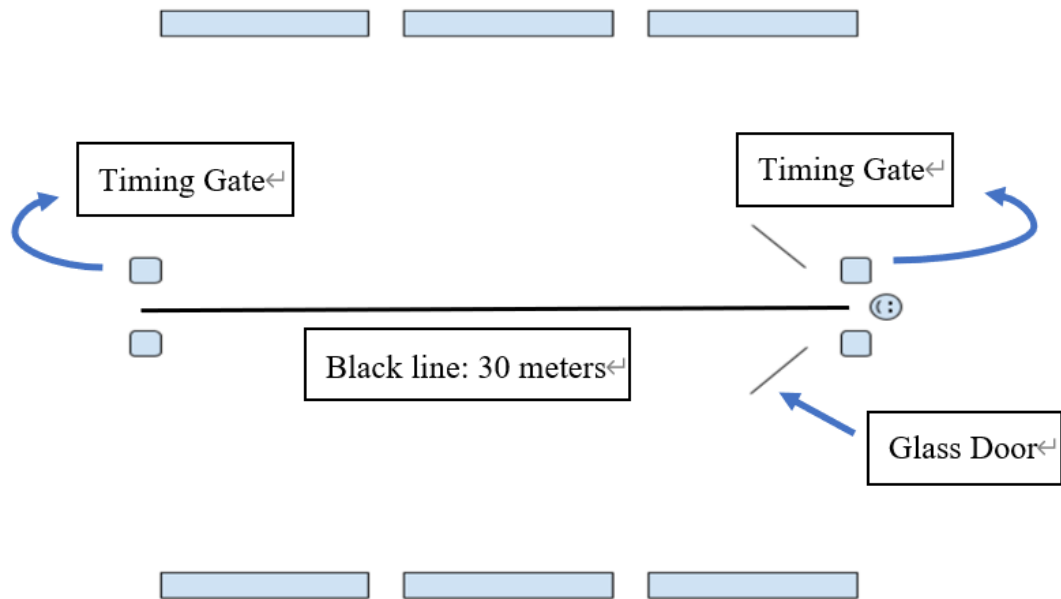 Timing Gate↵
Timing Gate↵
(:
Black line: 30 meters↵
Glass Door↵